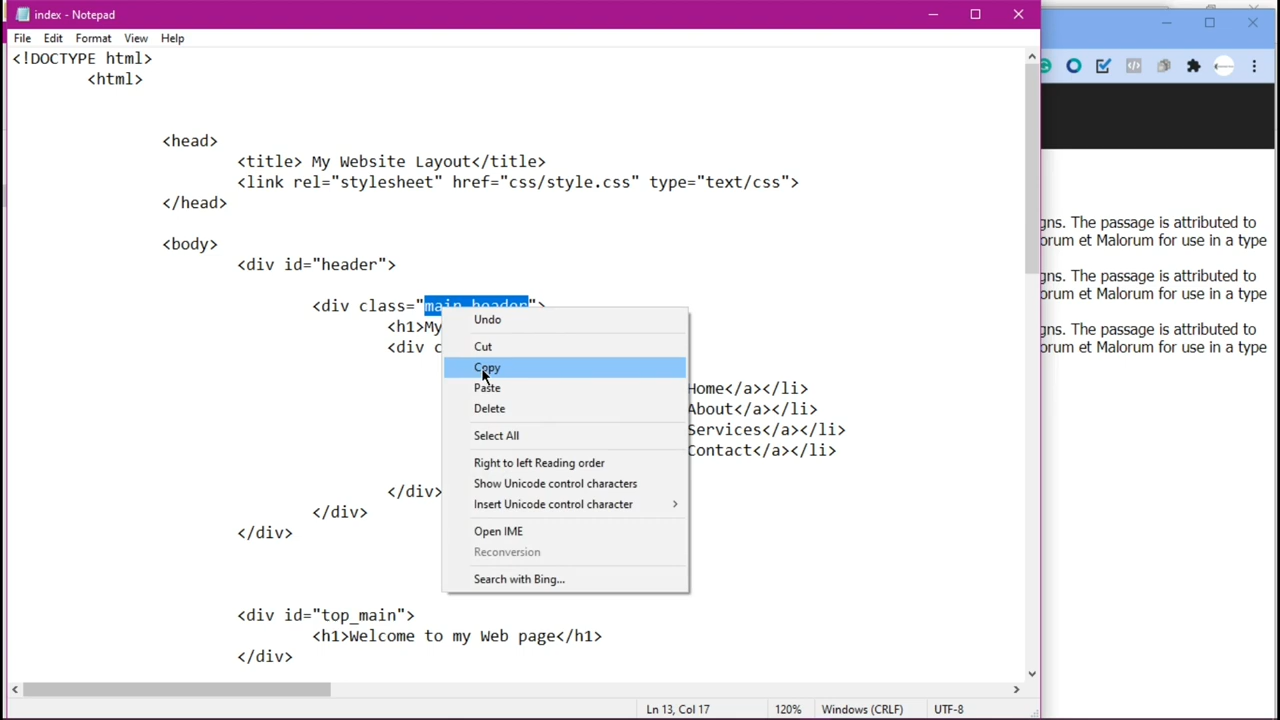 index - Notepad
File Edit Format View Help
<!DOCTYPE html>
<html>
<head>
<title> My Website Layout</title>
<link rel="stylesheet" href="css/style.css" type="text/css">
</head>
<body>
<div id="header">
<div class="main_header">
<h1>My
<div c
Home</a></li>
About</a></li>
Services</a></li>
Contact</a></li>
</div>
</div>
</div>
<div id="top_main">
<h1>Welcome to my Web page</h1>
</div>
Undo
Cut
Copy
Paste
Delete
Select All
Right to left Reading order
Show Unicode control characters
Insert Unicode control character
Open IME
Reconversion
Search with Bing...
gns. The passage is attributed to
orum et Malorum for use in a type
gns. The passage is attributed to
orum et Malorum for use in a type
gns. The passage is attributed to
orum et Malorum for use in a type
Ln 13, Col 17 120% Windows (CRLF) UTF-8